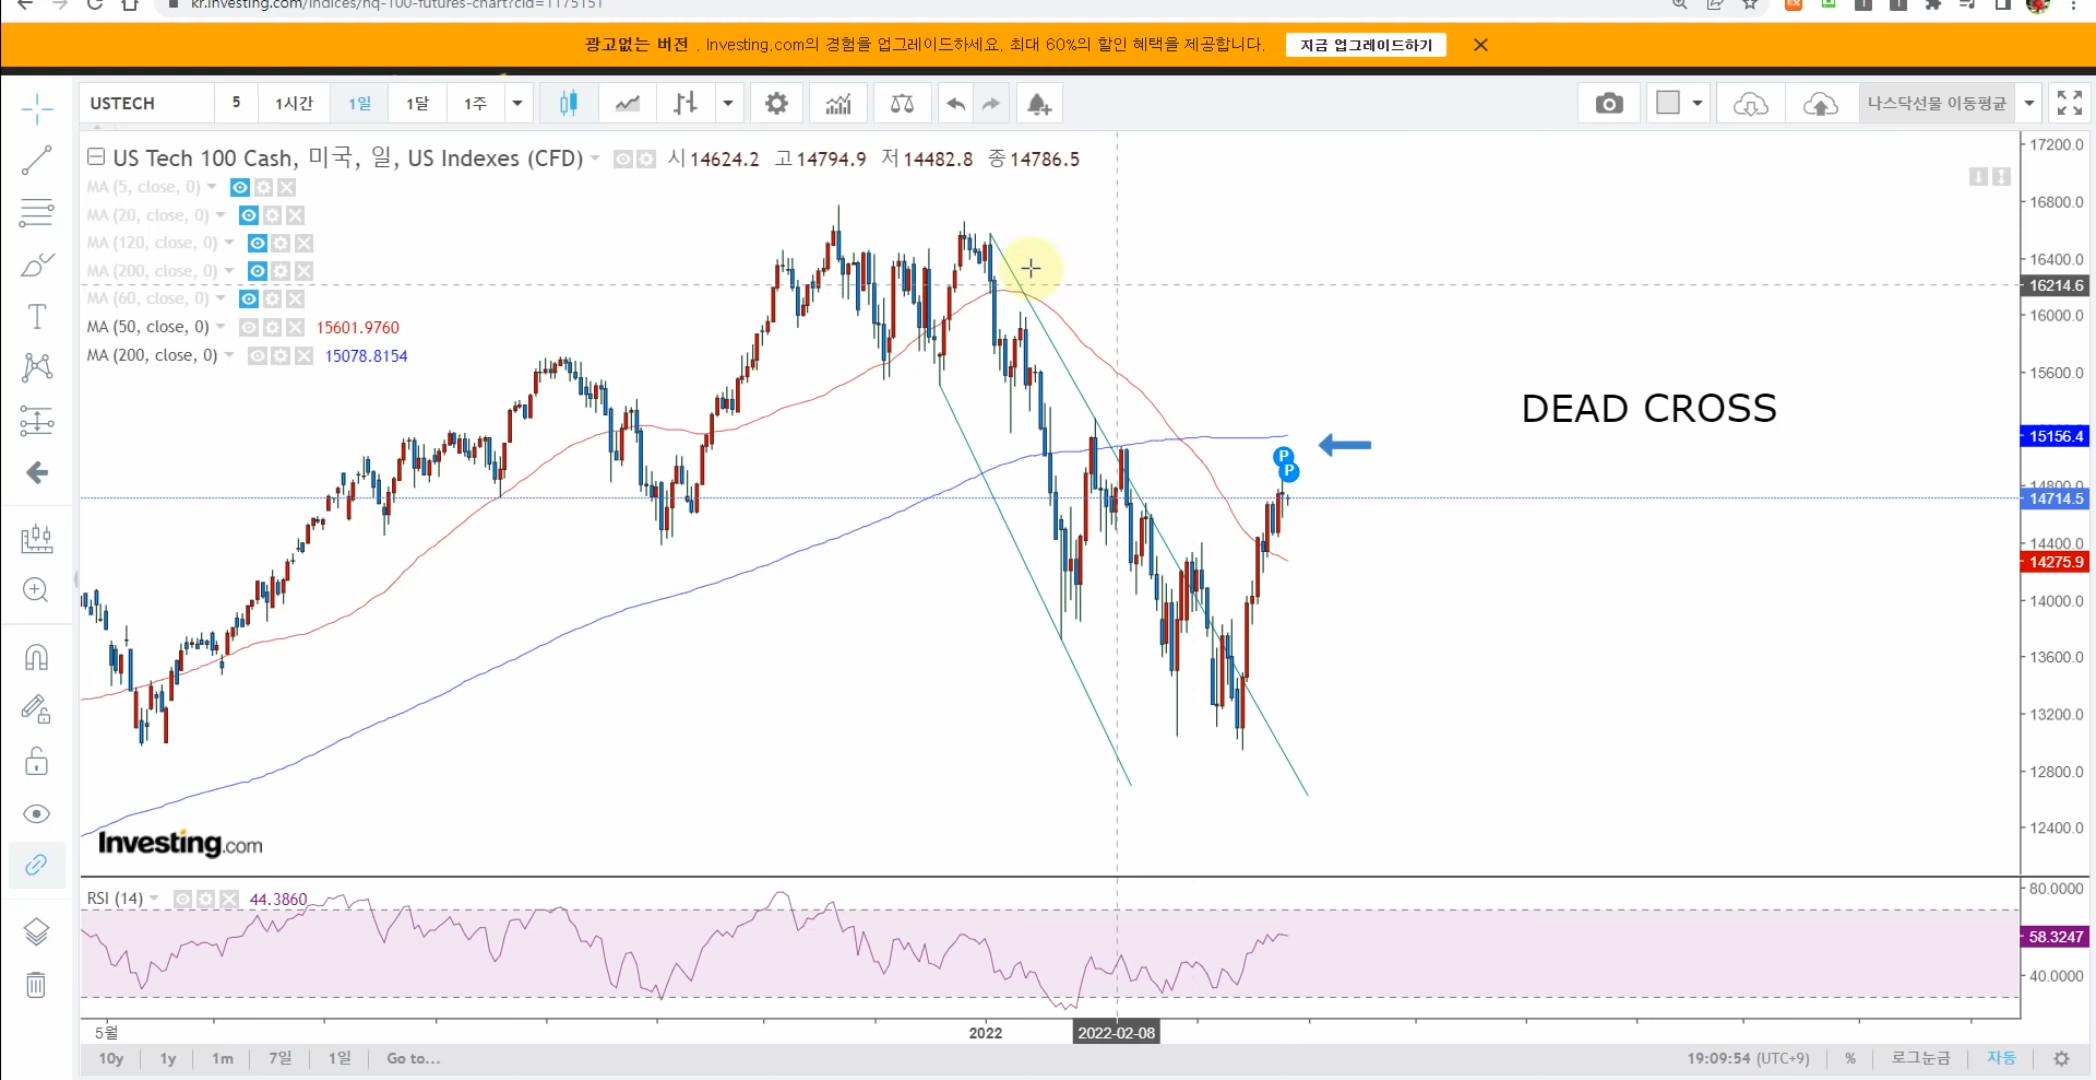 kr.investing.com/indices/nq-100-futures-chart?cid=1175151
광고없는 버전 . Investing.com의 경험을 업그레이드하세요. 최대 60%의 할인 혜택을 제공합니다. 지금 업그레이드하기
USTECH 5 1시간 1일 1달 1주 나스닥선물 이동평균
US Tech 100 Cash, 미국, 일, US Indexes (CFD) 시 14624.2 고 14794.9 저 14482.8 종 14786.5
MA (5, close, 0)
MA (20, close, 0)
MA (120, close, 0)
MA (200, close, 0)
MA (60, close, 0)
MA (50, close, 0) 15601.9760
MA (200, close, 0) 15078.8154
17200.0
16800.0
16400.0
16214.6
16000.0
15600.0
DEAD CROSS
15156.4
P
P
14800.0
14714.5
14400.0
14275.9
14000.0
13600.0
13200.0
12800.0
12400.0
Investing.com
RSI (14) 44.3860
80.0000
58.3247
40.0000
5월 2022 2022-02-08
10y 1y 1m 7일 1일 Go to... 19:09:54 (UTC+9) % 로그눈금 자동